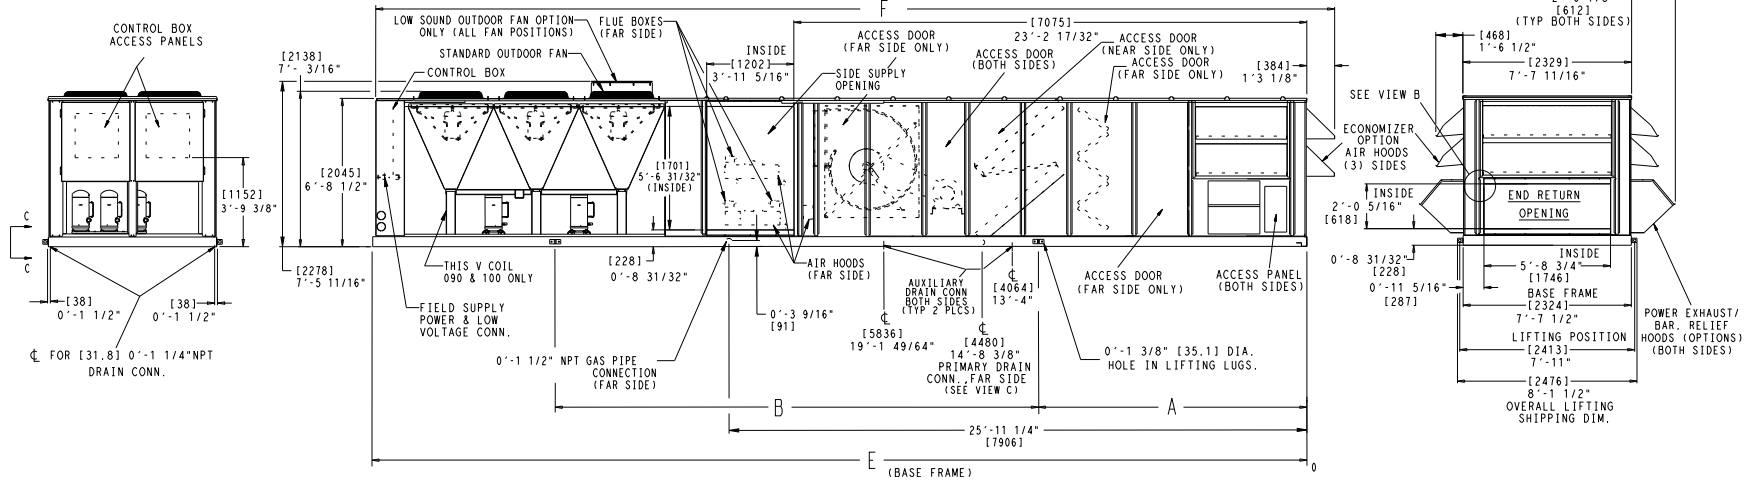 CONTROL BOX
ACCESS PANELS
[1152]
3'-9 3/8"
C
C
[38]
0'-1 1/2"
[38]
0'-1 1/2"
℄ FOR [31.8] 0'-1 1/4"NPT
DRAIN CONN.
F
LOW SOUND OUTDOOR FAN OPTION
ONLY (ALL FAN POSITIONS)
STANDARD OUTDOOR FAN
CONTROL BOX
[2138]
7'- 3/16"
[2045]
6'-8 1/2"
[2278]
7'-5 11/16"
FLUE BOXES
(FAR SIDE)
INSIDE
[1202]
3'-11 5/16"
SIDE SUPPLY
OPENING
ACCESS DOOR
(FAR SIDE ONLY)
[7075]
23'-2 17/32"
ACCESS DOOR
(BOTH SIDES)
ACCESS DOOR
(NEAR SIDE ONLY)
ACCESS DOOR
(FAR SIDE ONLY)
[384]
1'3 1/8"
[1701]
5'-6 31/32"
(INSIDE)
THIS V COIL
090 & 100 ONLY
FIELD SUPPLY
POWER & LOW
VOLTAGE CONN.
[228]
0'-8 31/32"
AIR HOODS
(FAR SIDE)
0'-3 9/16"
[91]
0'-1 1/2" NPT GAS PIPE
CONNECTION
(FAR SIDE)
AUXILIARY
DRAIN CONN
BOTH SIDES
(TYP 2 PLCS)
℄
[5836]
19'-1 49/64"
℄
[4064]
13'-4"
℄
[4480]
14'-8 3/8"
PRIMARY DRAIN
CONN.,FAR SIDE
(SEE VIEW C)
ACCESS DOOR
(FAR SIDE ONLY)
ACCESS PANEL
(BOTH SIDES)
0'-1 3/8" [35.1] DIA.
HOLE IN LIFTING LUGS.
B
A
25'-11 1/4"
[7906]
E
(BASE FRAME)
0
[612]
(TYP BOTH SIDES)
[468]
1'-6 1/2"
[2329]
7'-7 11/16"
SEE VIEW B
ECONOMIZER
OPTION
AIR HOODS
(3) SIDES
INSIDE
2'-0 5/16"
[618]
END RETURN
OPENING
0'-8 31/32"
[228]
0'-11 5/16"
[287]
INSIDE
5'-8 3/4"
[1746]
BASE FRAME
[2324]
7'-7 1/2"
LIFTING POSITION
[2413]
7'-11"
[2476]
8'-1 1/2"
OVERALL LIFTING
SHIPPING DIM.
POWER EXHAUST/
BAR. RELIEF
HOODS (OPTIONS)
(BOTH SIDES)